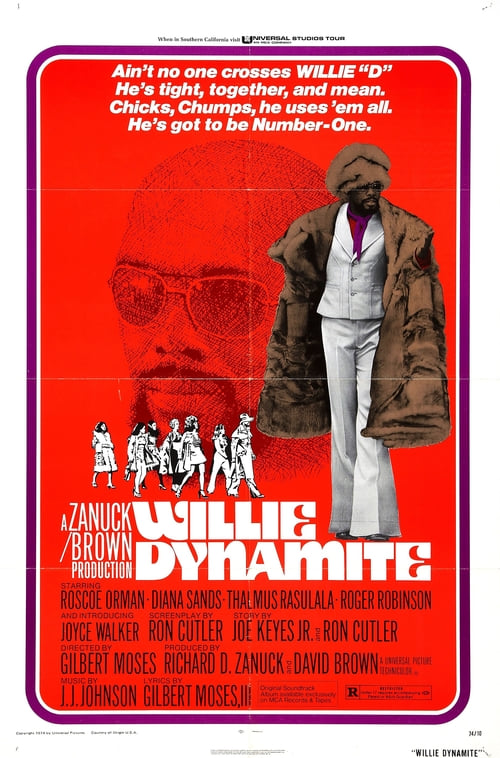 When in Southern California visit UNIVERSAL STUDIOS TOUR
AN MCA COMPANY
Ain't no one crosses WILLIE "D"
He's tight, together, and mean.
Chicks, Chumps, he uses 'em all.
He's got to be Number-One.
A ZANUCK
/BROWN
PRODUCTION
WILLIE
DYNAMITE
STARRING
ROSCOE ORMAN · DIANA SANDS · THALMUS RASULALA · ROGER ROBINSON
AND INTRODUCING SCREENPLAY BY STORY BY
JOYCE WALKER RON CUTLER JOE KEYES JR. and RON CUTLER
DIRECTED BY PRODUCED BY
GILBERT MOSES RICHARD D. ZANUCK and DAVID BROWN A UNIVERSAL PICTURE
TECHNICOLOR
MUSIC BY LYRICS BY
J.J. JOHNSON GILBERT MOSES, III
Original Soundtrack
Album available exclusively
on MCA Records & Tapes
R RESTRICTED
74/10
"WILLIE DYNAMITE"